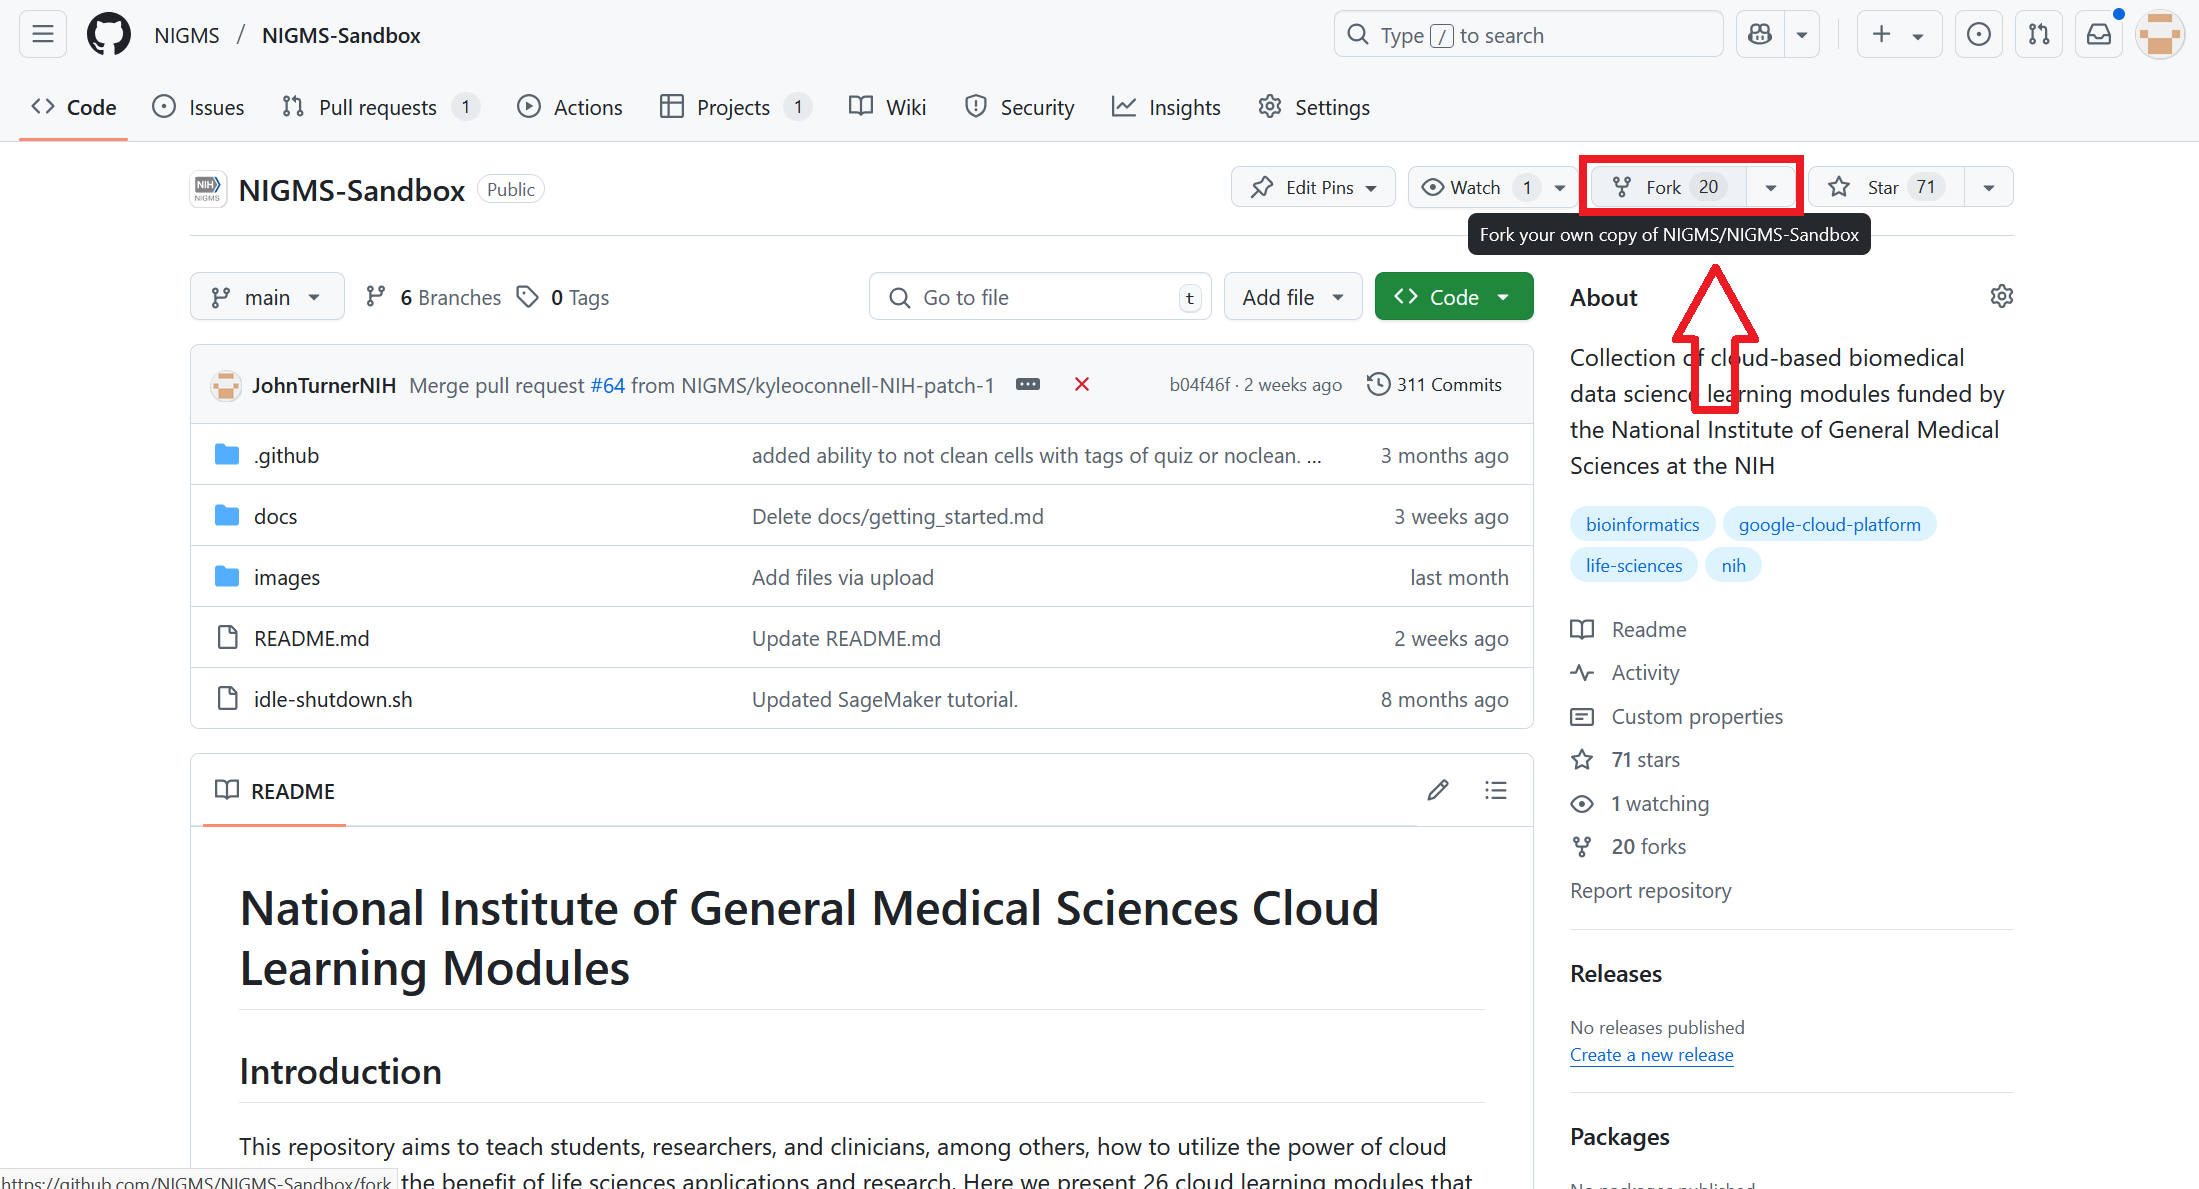 NIGMS / NIGMS-Sandbox
Type / to search
Code Issues Pull requests 1 Actions Projects 1 Wiki Security Insights Settings
NIH NIGMS
NIGMS-Sandbox Public
Edit Pins Watch 1 Fork 20 Star 71
Fork your own copy of NIGMS/NIGMS-Sandbox
main 6 Branches 0 Tags Go to file t Add file Code
JohnTurnerNIH Merge pull request #64 from NIGMS/kyleoconnell-NIH-patch-1 ... b04f46f · 2 weeks ago 311 Commits
.github added ability to not clean cells with tags of quiz or noclean. ... 3 months ago
docs Delete docs/getting_started.md 3 weeks ago
images Add files via upload last month
README.md Update README.md 2 weeks ago
idle-shutdown.sh Updated SageMaker tutorial. 8 months ago
README
National Institute of General Medical Sciences Cloud
Learning Modules
Introduction
This repository aims to teach students, researchers, and clinicians, among others, how to utilize the power of cloud
the benefit of life sciences applications and research. Here we present 26 cloud learning modules that
https://github.com/NIGMS/NIGMS-Sandbox/fork
About
Collection of cloud-based biomedical
data science learning modules funded by
the National Institute of General Medical
Sciences at the NIH
bioinformatics google-cloud-platform
life-sciences nih
Readme
Activity
Custom properties
71 stars
1 watching
20 forks
Report repository
Releases
No releases published
Create a new release
Packages
No packages published